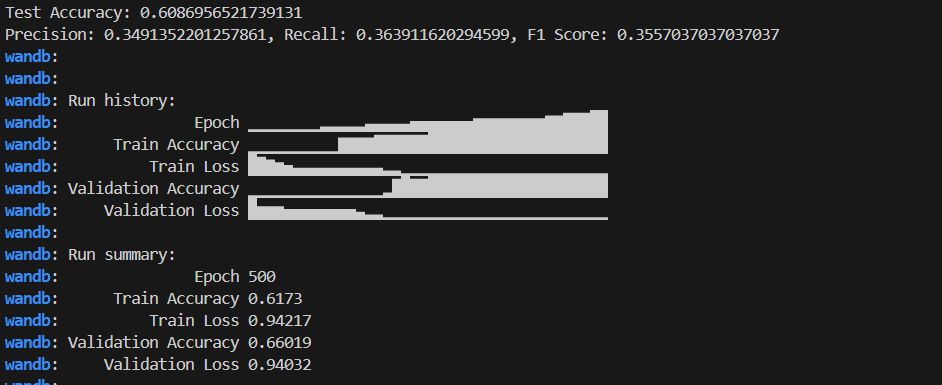 Test Accuracy: 0.6086956521739131
Precision: 0.3491352201257861, Recall: 0.363911620294599, F1 Score: 0.3557037037037037
wandb:
wandb:
wandb: Run history:
wandb: Epoch
wandb: Train Accuracy
wandb: Train Loss
wandb: Validation Accuracy
wandb: Validation Loss
wandb:
wandb: Run summary:
wandb: Epoch 500
wandb: Train Accuracy 0.6173
wandb: Train Loss 0.94217
wandb: Validation Accuracy 0.66019
wandb: Validation Loss 0.94032